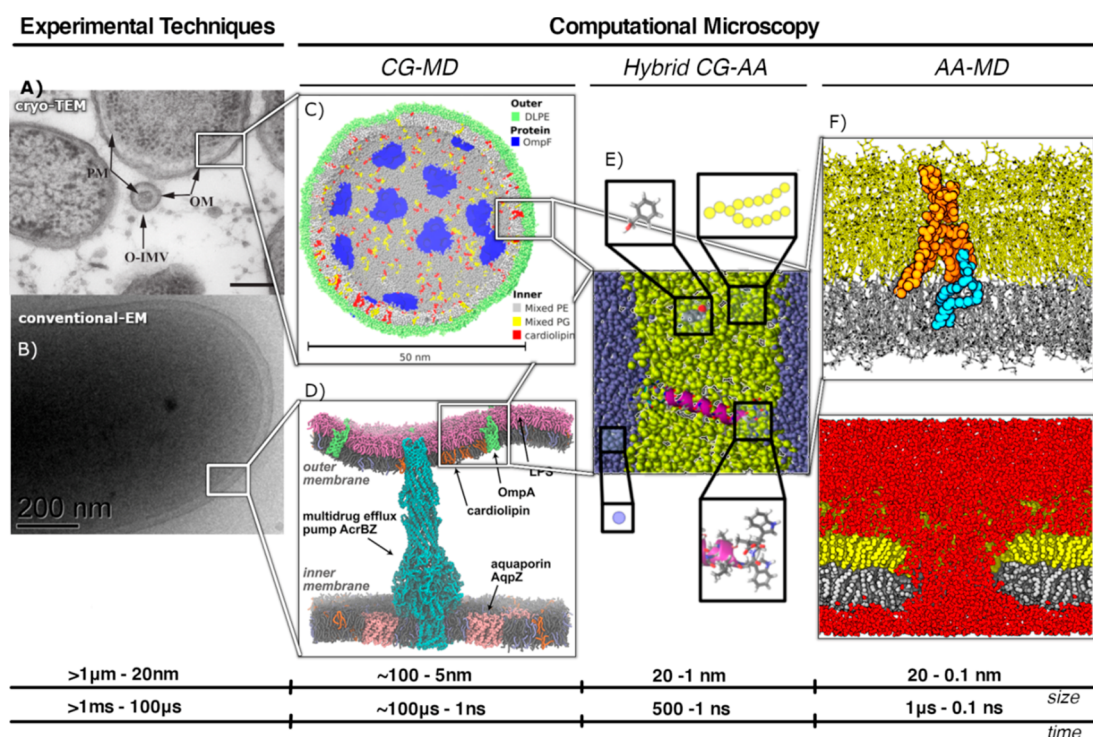 Experimental Techniques
Computational Microscopy
CG-MD
Hybrid CG-AA
AA-MD
A)
cryo-TEM
PM
OM
O-IMV
B)
conventional-EM
200 nm
C)
Outer
DLPE
Protein
OmpF
Inner
Mixed PE
Mixed PG
cardiolipin
50 nm
D)
outer
membrane
LPS
OmpA
cardiolipin
multidrug efflux
pump AcrBZ
aquaporin
AqpZ
inner
membrane
E)
F)
>1µm - 20nm
~100 - 5nm
20 -1 nm
20 - 0.1 nm
size
>1ms - 100µs
~100µs - 1ns
500 -1 ns
1µs - 0.1 ns
time